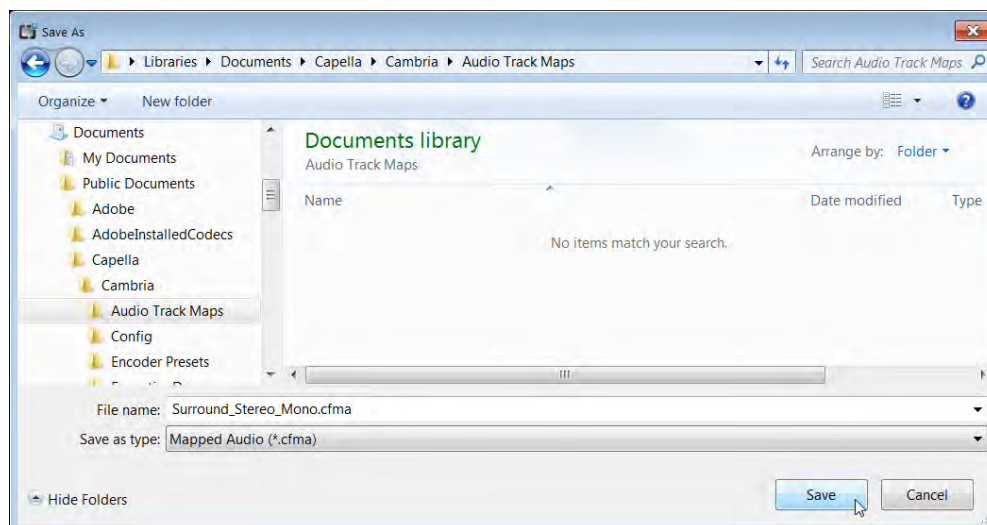 Save As
Libraries Documents Capella Cambria Audio Track Maps Search Audio Track Maps
Organize New folder
Documents
My Documents
Public Documents
Adobe
AdobeInstalledCodecs
Capella
Cambria
Audio Track Maps
Config
Encoder Presets
Documents library
Audio Track Maps
Arrange by: Folder
Name Date modified Type
No items match your search.
File name: Surround_Stereo_Mono.cfma
Save as type: Mapped Audio (*.cfma)
Hide Folders
Save Cancel